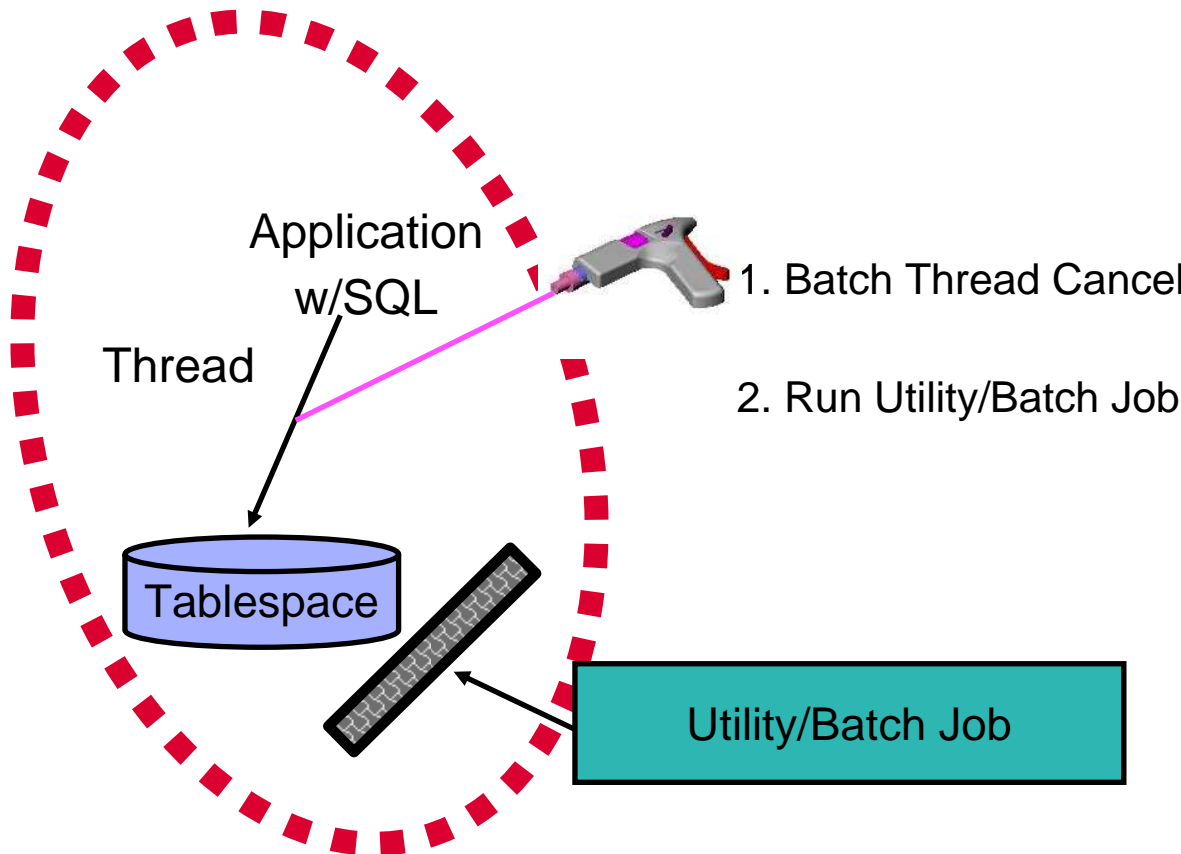 Application
w/SQL
1. Batch Thread Cancel
Thread
2. Run Utility/Batch Job
Tablespace
Utility/Batch Job